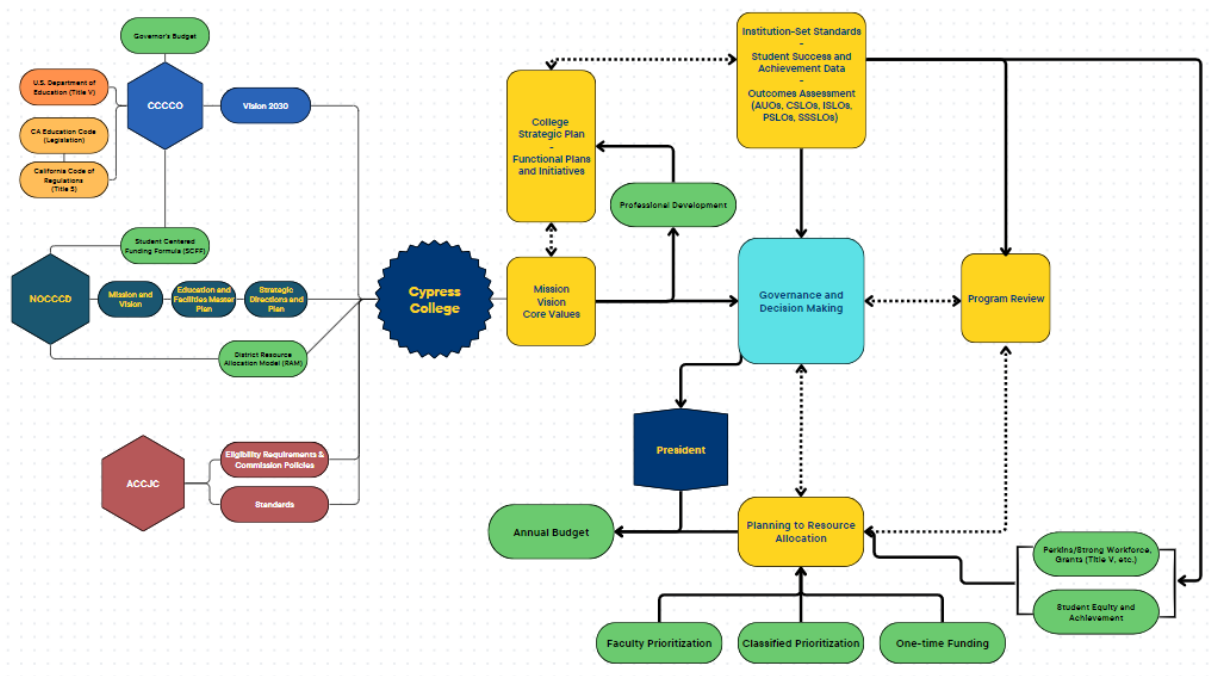 Governor's Budget
U.S. Department of
Education (Title V)
CCCCO
Vision 2030
CA Education Code
(Legislation)
California Code of
Regulations
(Title 5)
Student Centered
Funding Formula (SCFF)
NOCCCD
Mission and
Vision
Education and
Facilities Master
Plan
Strategic
Directions and
Plan
District Resource
Allocation Model (RAM)
ACCJC
Eligibility Requirements &
Commission Policies
Standards
Cypress
College
College
Strategic Plan
-
Functional Plans
and Initiatives
Mission
Vision
Core Values
Professional Development
Institution-Set Standards
-
Student Success and
Achievement Data
-
Outcomes Assessment
(AUOs, CSLOs, ISLOs,
PSLOs, SSSLOs)
Governance and
Decision Making
Program Review
President
Annual Budget
Planning to Resource
Allocation
Perkins/Strong Workforce,
Grants (Title V, etc.)
Student Equity and
Achievement
Faculty Prioritization
Classified Prioritization
One-time Funding